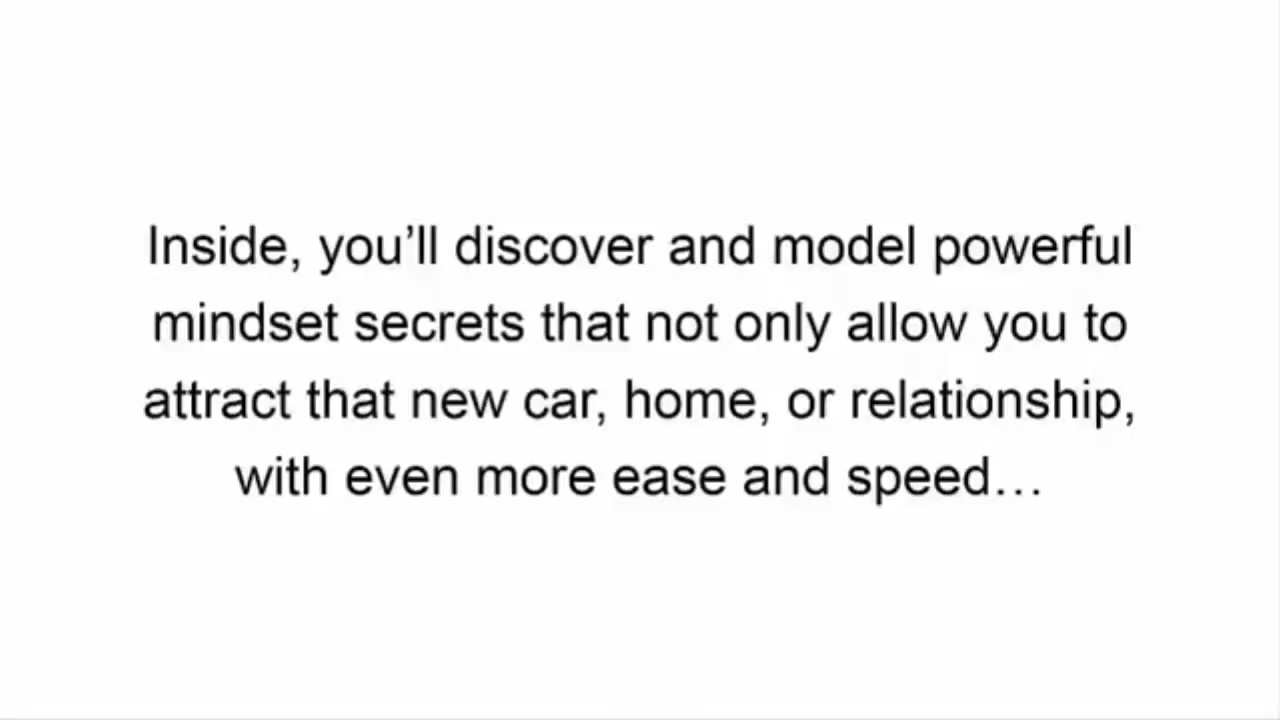 Inside, you’ll discover and model powerful
mindset secrets that not only allow you to
attract that new car, home, or relationship,
with even more ease and speed…